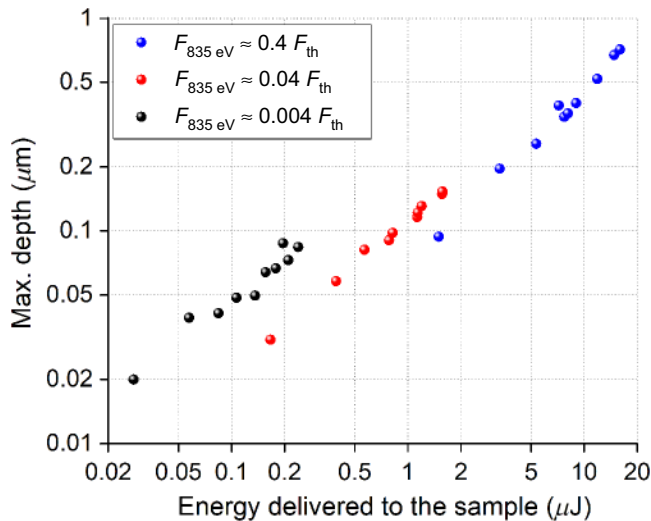 F835 eV ≈ 0.4 Fth
F835 eV ≈ 0.04 Fth
F835 eV ≈ 0.004 Fth
Max. depth (μm)
1
0.5
0.2
0.1
0.05
0.02
0.01
0.02 0.05 0.1 0.2 0.5 1 2 5 10 20
Energy delivered to the sample (μJ)